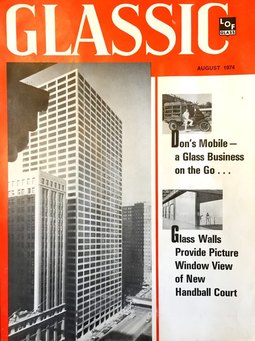 GLASSIC
LOF
GLASS
AUGUST 1974
Don's Mobile—
a Glass Business
on the Go . . .
Glass Walls
Provide Picture
Window View
of New
Handball Court